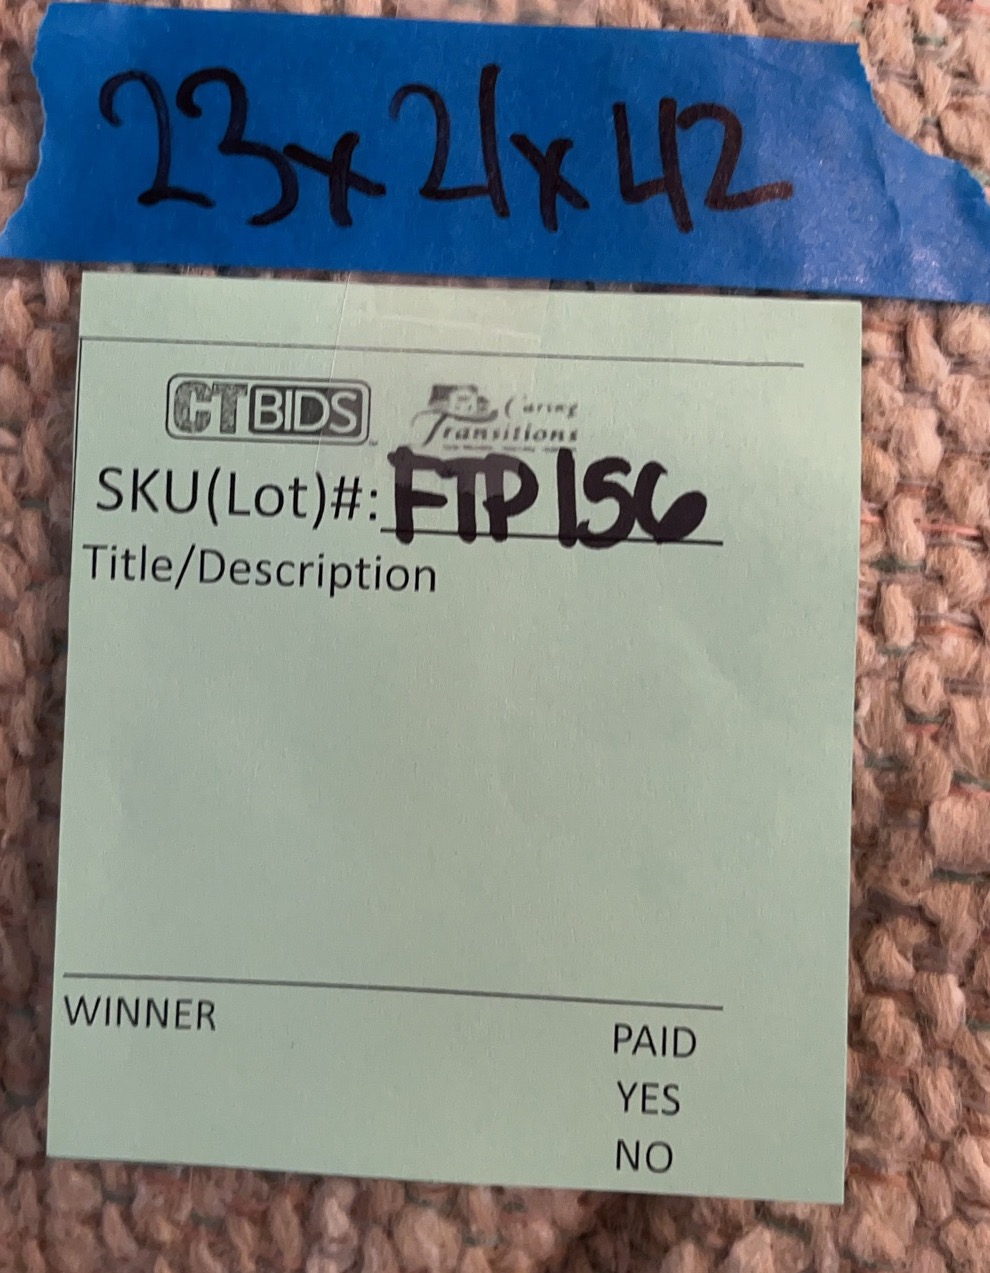 23x21x42
CTBIDS
Caring
Transitions
SKU(Lot)#: FTP156
Title/Description
WINNER
PAID
YES
NO